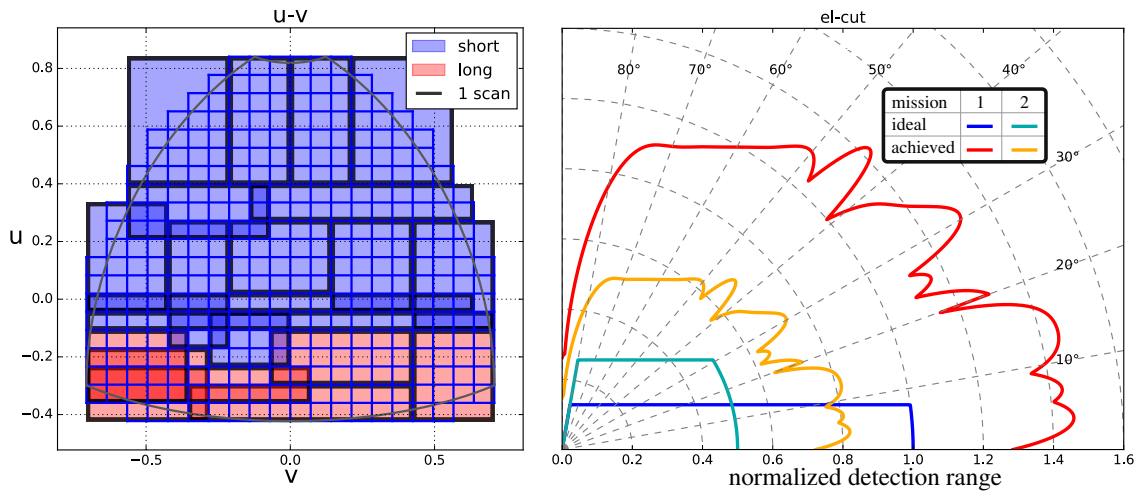 u-v
short
long
1 scan
0.8
0.6
0.4
0.2
0.0
−0.2
−0.4
u
−0.5
0.0
0.5
v
el-cut
80°
70°
60°
50°
40°
30°
20°
10°
mission 1 2
ideal
achieved
0.0 0.2 0.4 0.6 0.8 1.0 1.2 1.4 1.6
normalized detection range